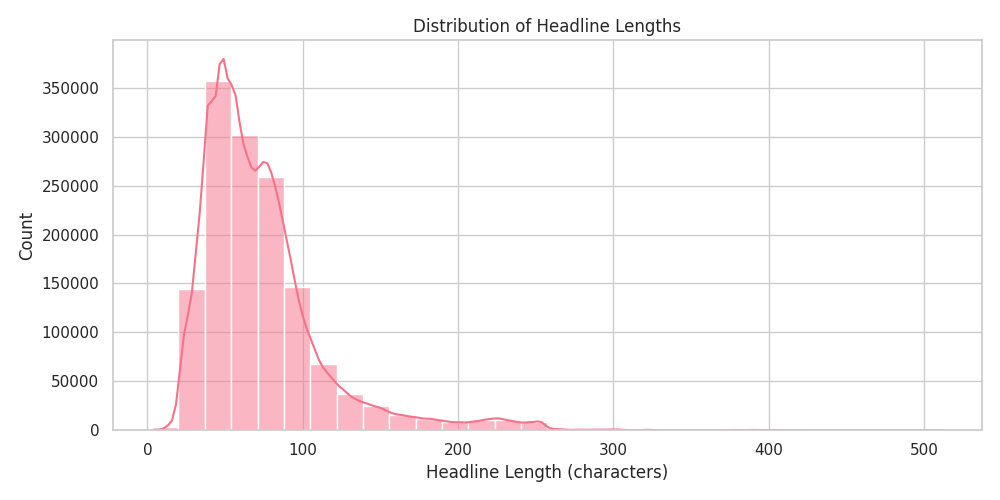 Distribution of Headline Lengths
350000
300000
250000
200000
150000
100000
50000
0
Count
0 100 200 300 400 500
Headline Length (characters)